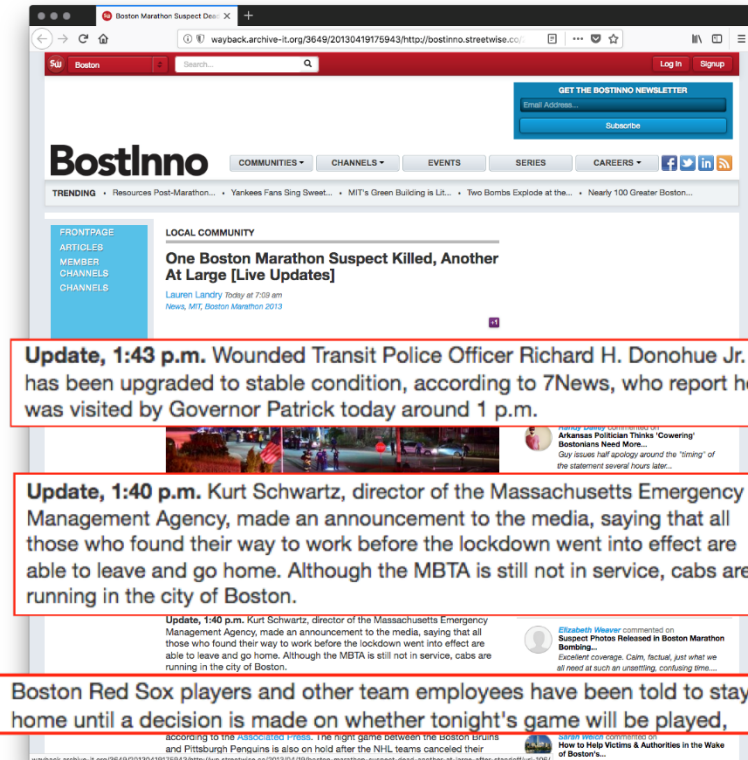 Boston Marathon Suspect Dead
wayback.archive-it.org/3649/20130419175943/http://bostinno.streetwise.co/
SW Boston Search... Log In Signup
GET THE BOSTINNO NEWSLETTER
Email Address...
Subscribe
BostInno COMMUNITIES CHANNELS EVENTS SERIES CAREERS
TRENDING • Resources Post-Marathon... • Yankees Fans Sing Sweet... • MIT's Green Building is Lit... • Two Bombs Explode at the... • Nearly 100 Greater Boston...
FRONTPAGE
ARTICLES
MEMBER
CHANNELS
CHANNELS
LOCAL COMMUNITY
One Boston Marathon Suspect Killed, Another
At Large [Live Updates]
Lauren Landry Today at 7:09 am
News, MIT, Boston Marathon 2013
+1
Update, 1:43 p.m. Wounded Transit Police Officer Richard H. Donohue Jr.
has been upgraded to stable condition, according to 7News, who report he
was visited by Governor Patrick today around 1 p.m.
commented on
Arkansas Politician Thinks 'Cowering'
Bostonians Need More...
Guy issues half apology around the "timing" of
the statement several hours later...
Update, 1:40 p.m. Kurt Schwartz, director of the Massachusetts Emergency
Management Agency, made an announcement to the media, saying that all
those who found their way to work before the lockdown went into effect are
able to leave and go home. Although the MBTA is still not in service, cabs are
running in the city of Boston.
Update, 1:40 p.m. Kurt Schwartz, director of the Massachusetts Emergency
Management Agency, made an announcement to the media, saying that all
those who found their way to work before the lockdown went into effect are
able to leave and go home. Although the MBTA is still not in service, cabs are
running in the city of Boston.
Elizabeth Weaver commented on
Suspect Photos Released in Boston Marathon
Bombing...
Excellent coverage. Calm, factual, just what we
all need at such an unsettling, confusing time....
Boston Red Sox players and other team employees have been told to stay
home until a decision is made on whether tonight's game will be played,
according to the Associated Press. The night game between the Boston Bruins
and Pittsburgh Penguins is also on hold after the NHL teams canceled their
Sarah Welch commented on
How to Help Victims & Authorities in the Wake
of Boston's...